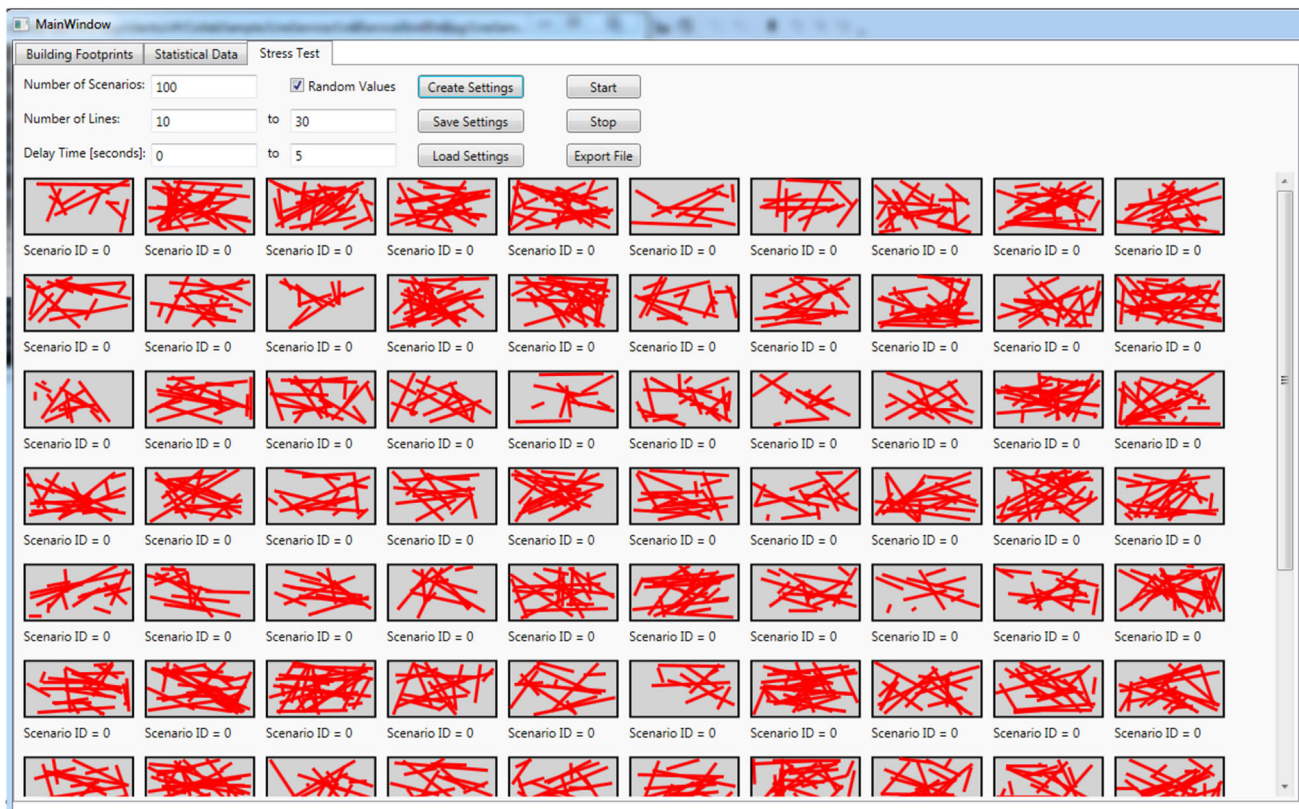 MainWindow
Building Footprints Statistical Data Stress Test
Number of Scenarios: 100 Random Values Create Settings Start
Number of Lines: 10 to 30 Save Settings Stop
Delay Time [seconds]: 0 to 5 Load Settings Export File
Scenario ID = 0 Scenario ID = 0 Scenario ID = 0 Scenario ID = 0 Scenario ID = 0 Scenario ID = 0 Scenario ID = 0 Scenario ID = 0 Scenario ID = 0 Scenario ID = 0
Scenario ID = 0 Scenario ID = 0 Scenario ID = 0 Scenario ID = 0 Scenario ID = 0 Scenario ID = 0 Scenario ID = 0 Scenario ID = 0 Scenario ID = 0 Scenario ID = 0
Scenario ID = 0 Scenario ID = 0 Scenario ID = 0 Scenario ID = 0 Scenario ID = 0 Scenario ID = 0 Scenario ID = 0 Scenario ID = 0 Scenario ID = 0 Scenario ID = 0
Scenario ID = 0 Scenario ID = 0 Scenario ID = 0 Scenario ID = 0 Scenario ID = 0 Scenario ID = 0 Scenario ID = 0 Scenario ID = 0 Scenario ID = 0 Scenario ID = 0
Scenario ID = 0 Scenario ID = 0 Scenario ID = 0 Scenario ID = 0 Scenario ID = 0 Scenario ID = 0 Scenario ID = 0 Scenario ID = 0 Scenario ID = 0 Scenario ID = 0
Scenario ID = 0 Scenario ID = 0 Scenario ID = 0 Scenario ID = 0 Scenario ID = 0 Scenario ID = 0 Scenario ID = 0 Scenario ID = 0 Scenario ID = 0 Scenario ID = 0